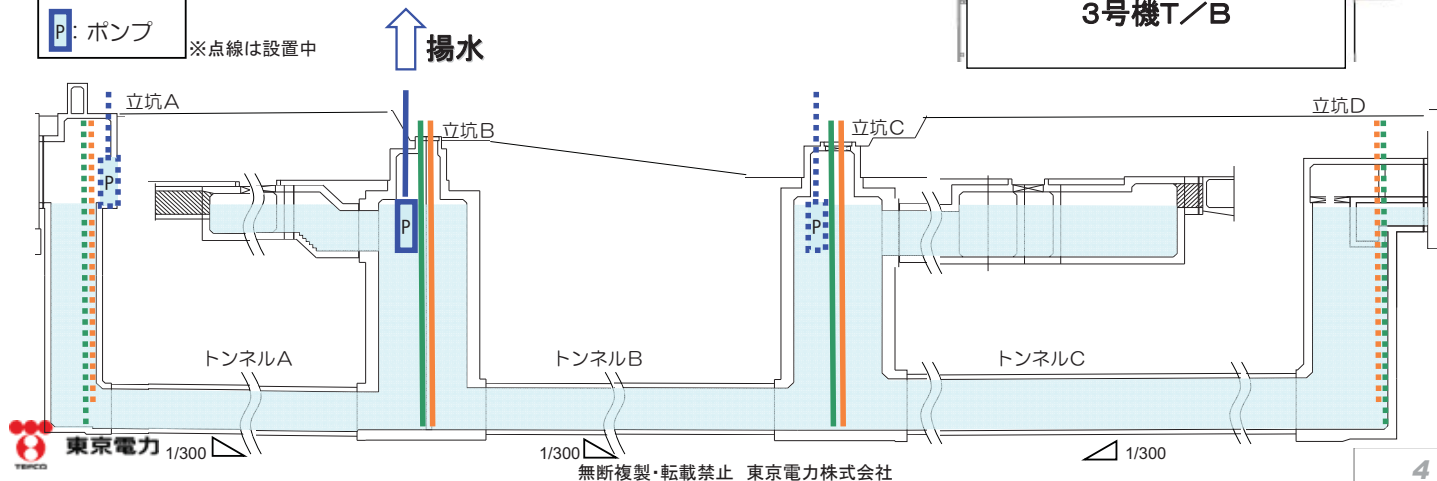 3号機T／B
P : ポンプ
※点線は設置中
揚水
立坑A
立坑B
立坑C
立坑D
P
P
P
トンネルA
トンネルB
トンネルC
東京電力
TEPCO
1/300
1/300
1/300
無断複製・転載禁止 東京電力株式会社
4